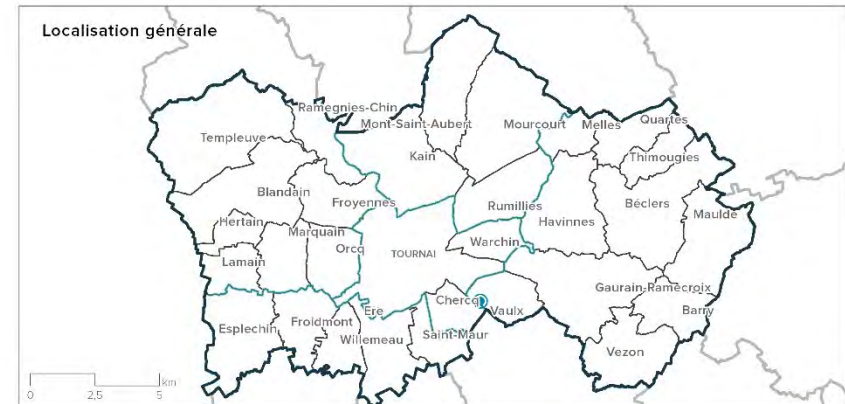 Localisation générale
Ramegnies-Chin
Mont-Saint-Aubert
Mourcourt
Melles
Quartes
Templeuve
Kain
Thimougies
Blandain
Froyennes
Rumillies
Béclers
Maulde
Hertain
Marquain
Orcq
Havinnes
Warchin
TOURNAI
Lamain
Gaurain-Ramecroix
Chercq
Vaulx
Barry
Ere
Esplechin
Froidmont
Willemeau
Saint-Maur
Vezon
km
0 2,5 5